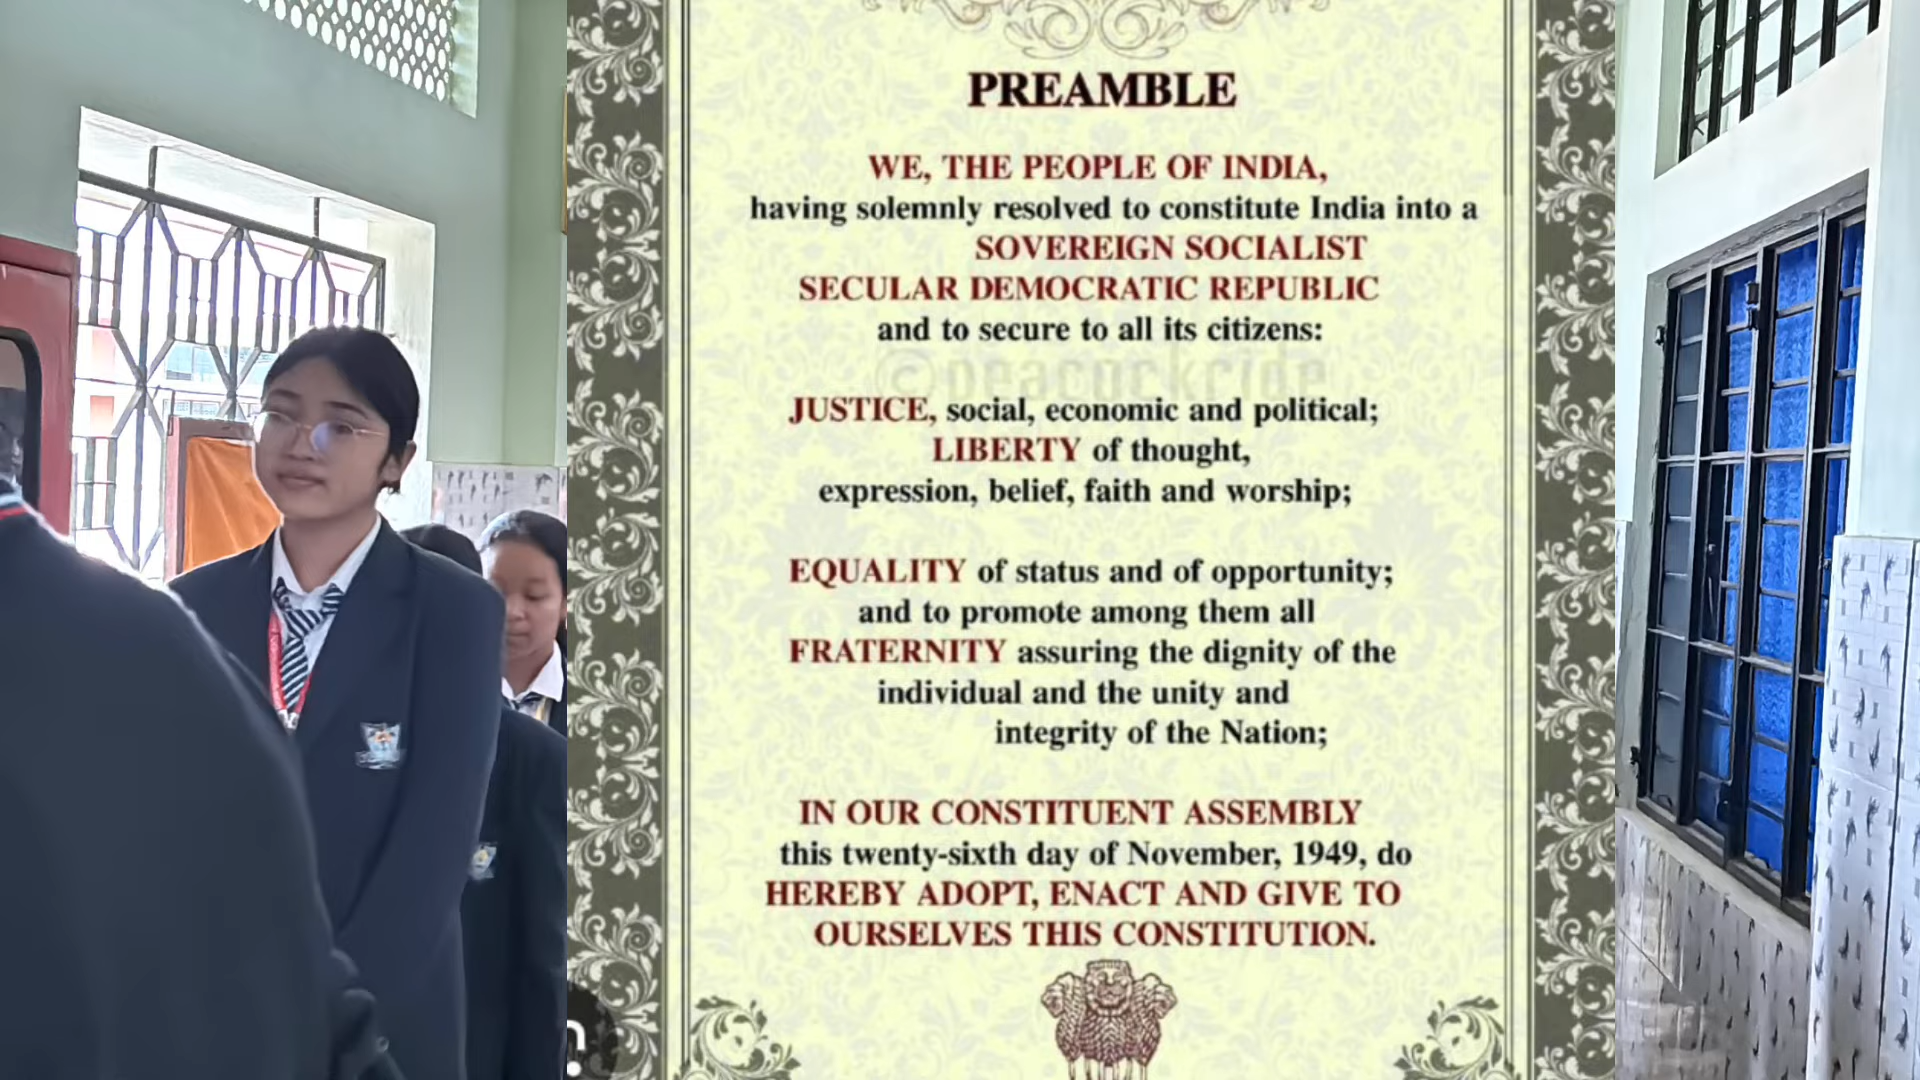 PREAMBLE
WE, THE PEOPLE OF INDIA,
having solemnly resolved to constitute India into a
SOVEREIGN SOCIALIST
SECULAR DEMOCRATIC REPUBLIC
and to secure to all its citizens:
©peacockride
JUSTICE, social, economic and political;
LIBERTY of thought,
expression, belief, faith and worship;
EQUALITY of status and of opportunity;
and to promote among them all
FRATERNITY assuring the dignity of the
individual and the unity and
integrity of the Nation;
IN OUR CONSTITUENT ASSEMBLY
this twenty-sixth day of November, 1949, do
HEREBY ADOPT, ENACT AND GIVE TO
OURSELVES THIS CONSTITUTION.